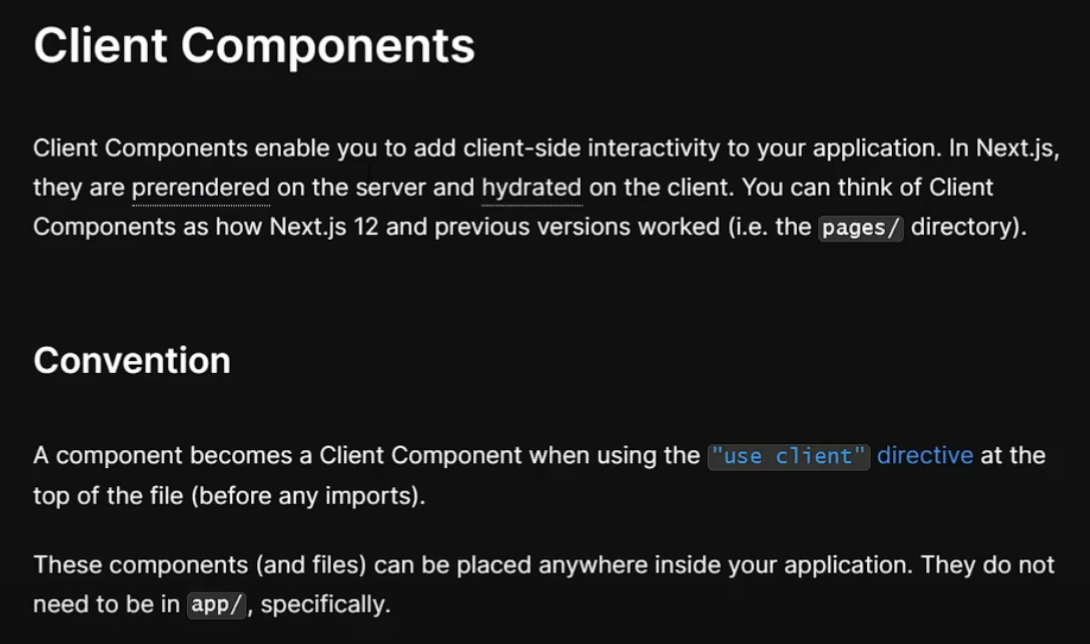 Client Components
Client Components enable you to add client-side interactivity to your application. In Next.js,
they are prerendered on the server and hydrated on the client. You can think of Client
Components as how Next.js 12 and previous versions worked (i.e. the pages/ directory).
Convention
A component becomes a Client Component when using the "use client" directive at the
top of the file (before any imports).
These components (and files) can be placed anywhere inside your application. They do not
need to be in app/, specifically.